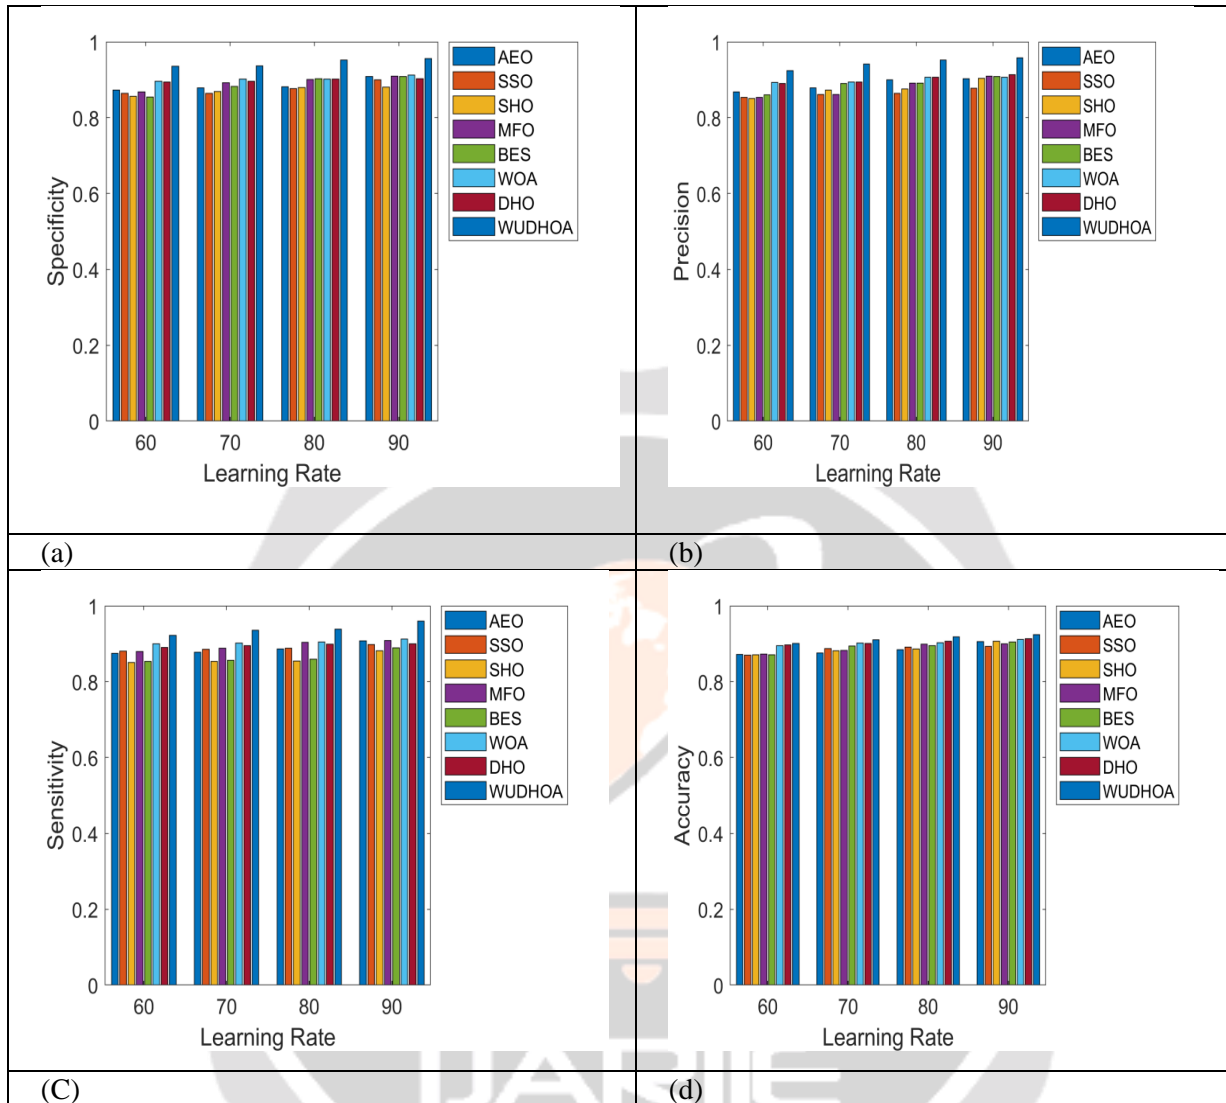 1
0.8
0.6
0.4
0.2
0
Specificity
60 70 80 90
Learning Rate
AEO
SSO
SHO
MFO
BES
WOA
DHO
WUDHOA
(a)
1
0.8
0.6
0.4
0.2
0
Precision
60 70 80 90
Learning Rate
AEO
SSO
SHO
MFO
BES
WOA
DHO
WUDHOA
(b)
1
0.8
0.6
0.4
0.2
0
Sensitivity
60 70 80 90
Learning Rate
AEO
SSO
SHO
MFO
BES
WOA
DHO
WUDHOA
(C)
1
0.8
0.6
0.4
0.2
0
Accuracy
60 70 80 90
Learning Rate
AEO
SSO
SHO
MFO
BES
WOA
DHO
WUDHOA
(d)